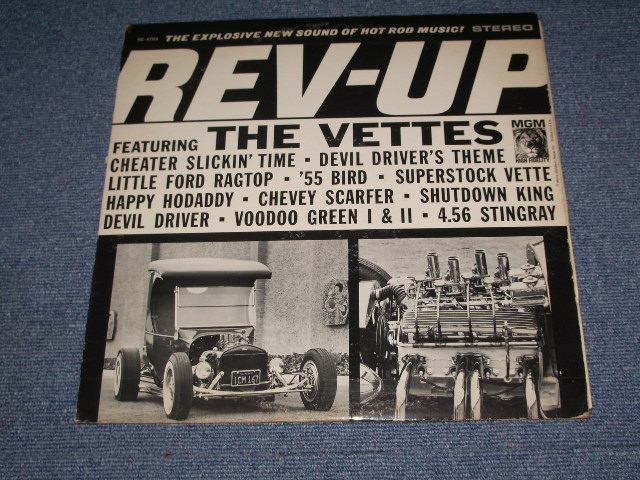 THE EXPLOSIVE NEW SOUND OF HOT ROD MUSIC! STEREO
REV-UP
FEATURING THE VETTES
MGM
CHEATER SLICKIN' TIME • DEVIL DRIVER'S THEME
LITTLE FORD RAGTOP • '55 BIRD • SUPERSTOCK VETTE
HAPPY HODADDY • CHEVEY SCARFER • SHUTDOWN KING
DEVIL DRIVER • VOODOO GREEN I & II • 4.56 STINGRAY